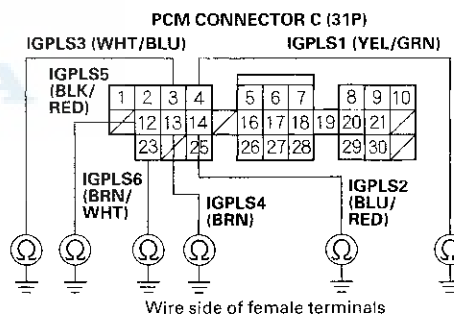 PCM CONNECTOR C (31P)
IGPLS3 (WHT/BLU) IGPLS1 (YEL/GRN)
IGPLS5
(BLK/
RED)
1 2 3 4 5 6 7 8 9 10
12 13 14 16 17 18 19 20 21
23 25 26 27 28 29 30
IGPLS6
(BRN/
WHT)
IGPLS4
(BRN)
IGPLS2
(BLU/
RED)
Ω Ω Ω Ω Ω Ω
Wire side of female terminals